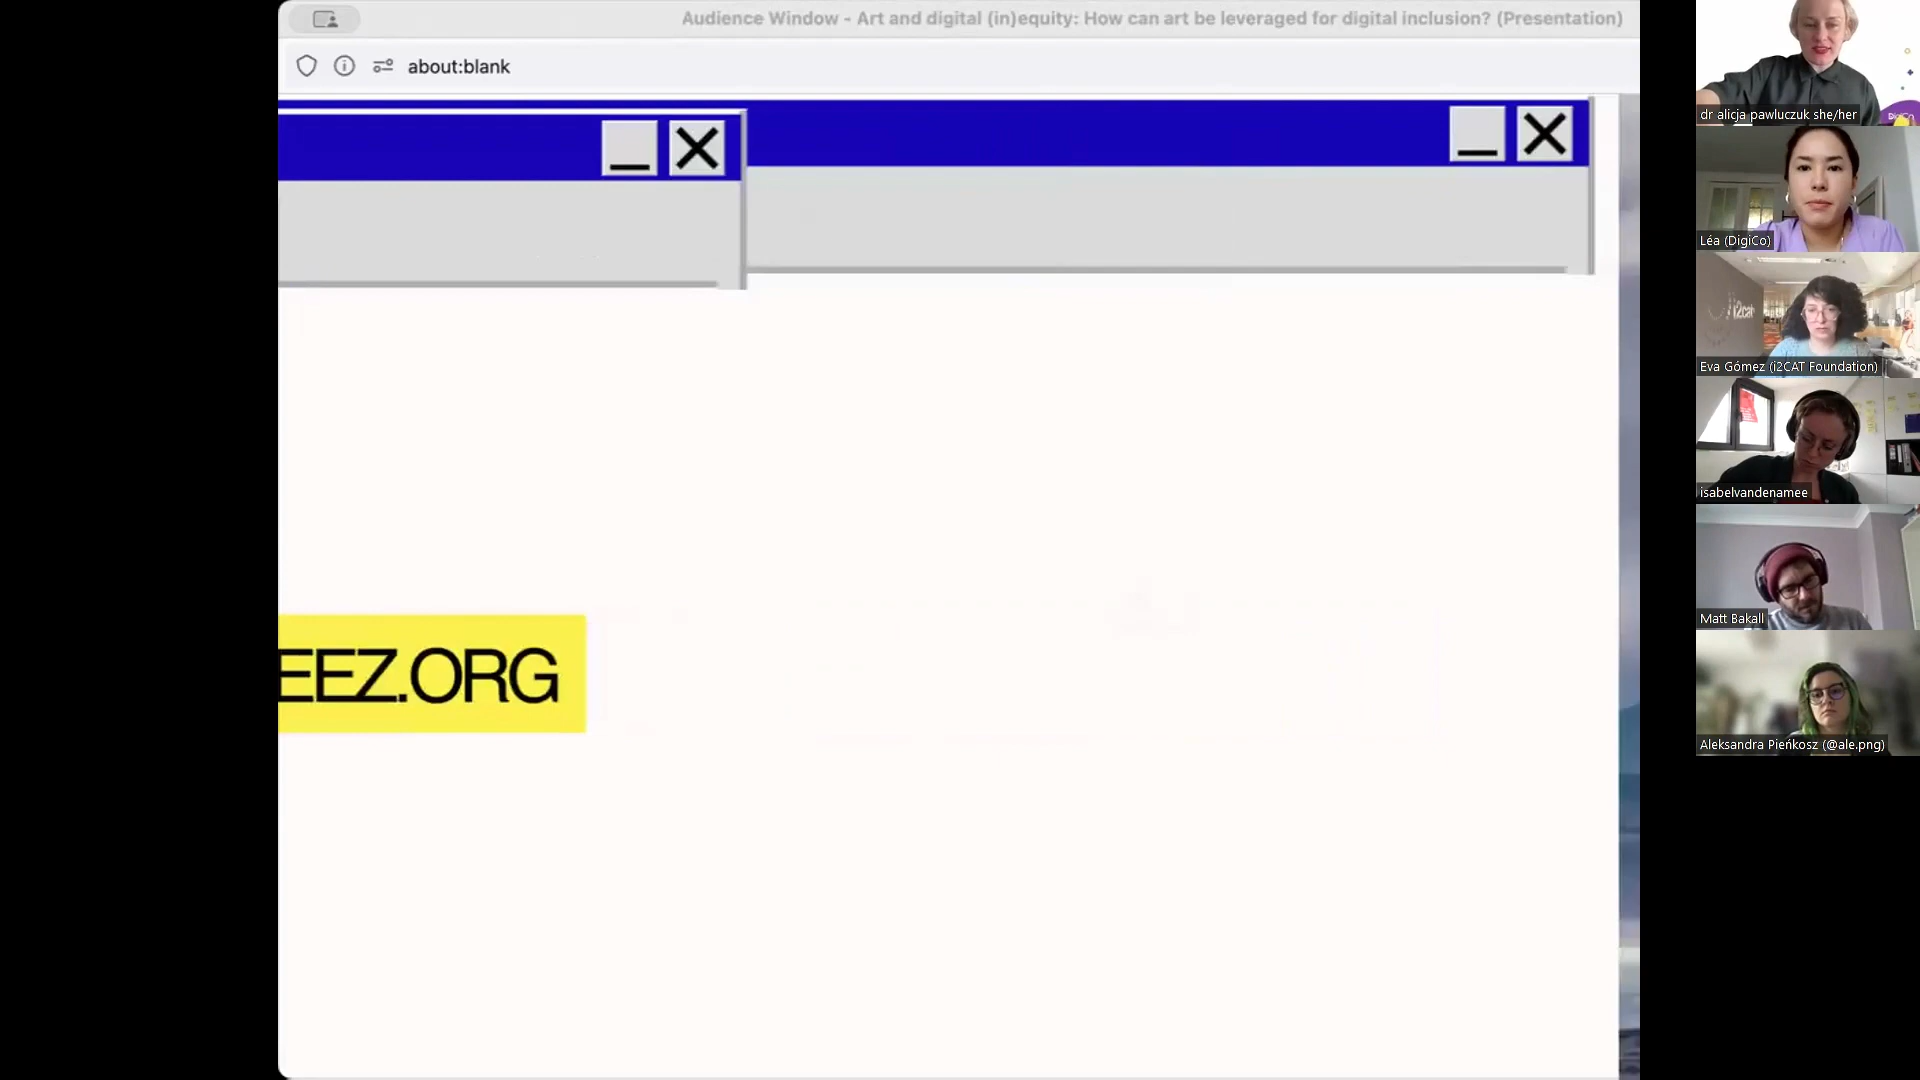 Audience Window - Art and digital (in)equity: How can art be leveraged for digital inclusion? (Presentation)
about:blank
EEZ.ORG
dr alicja pawluczuk she/her
DigiCo
Léa (DigiCo)
i2cat
Eva Gómez (i2CAT Foundation)
isabelvandenamee
Matt Bakall
Aleksandra Pieńkosz (@ale.png)